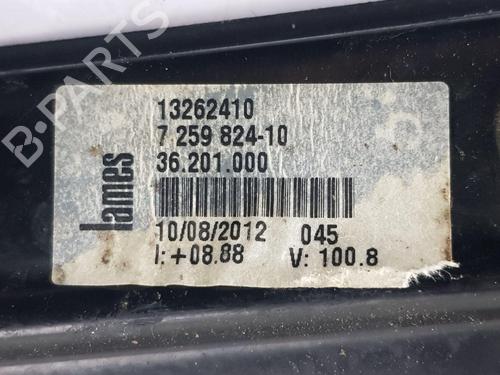 B-PARTS
lames
13262410
7 259 824-10
36.201.000
10/08/2012 045
I: +08.88 V: 100.8